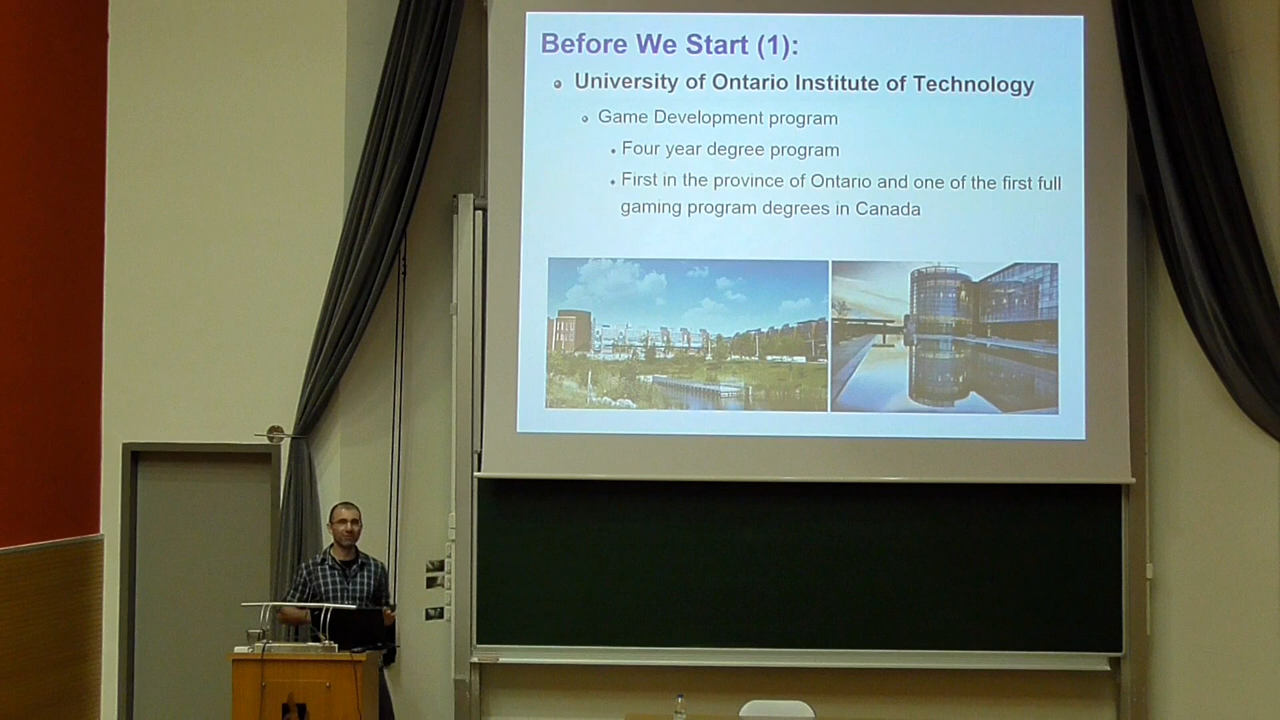 Before We Start (1):
University of Ontario Institute of Technology
Game Development program
Four year degree program
First in the province of Ontario and one of the first full
gaming program degrees in Canada